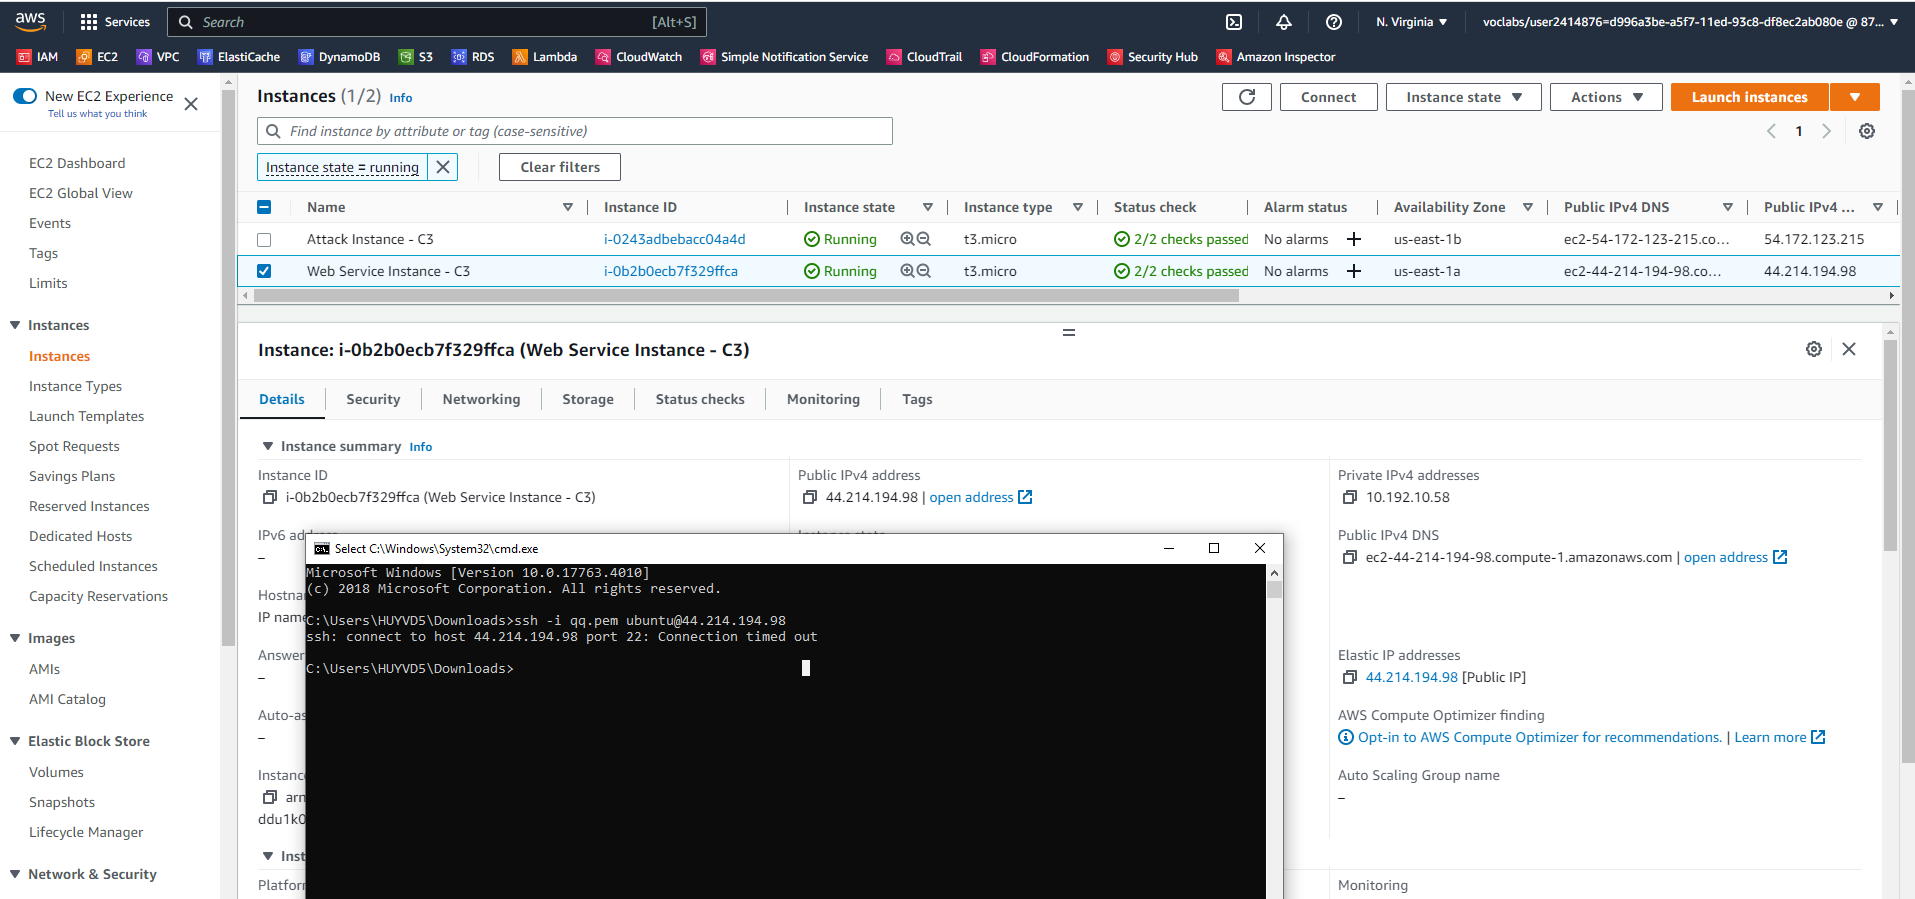 aws Services Search [Alt+S] N. Virginia voclabs/user2414876=d996a3be-a5f7-11ed-93c8-df8ec2ab080e @ 87...
IAM EC2 VPC ElastiCache DynamoDB S3 RDS Lambda CloudWatch Simple Notification Service CloudTrail CloudFormation Security Hub Amazon Inspector
New EC2 Experience
Tell us what you think
EC2 Dashboard
EC2 Global View
Events
Tags
Limits
Instances
Instances
Instance Types
Launch Templates
Spot Requests
Savings Plans
Reserved Instances
Dedicated Hosts
Scheduled Instances
Capacity Reservations
Images
AMIs
AMI Catalog
Elastic Block Store
Volumes
Snapshots
Lifecycle Manager
Network & Security
Instances (1/2) Info
Connect Instance state Actions Launch instances
Find instance by attribute or tag (case-sensitive)
1
Instance state = running Clear filters
Name Instance ID Instance state Instance type Status check Alarm status Availability Zone Public IPv4 DNS Public IPv4 ...
Attack Instance - C3 i-0243adbebacc04a4d Running t3.micro 2/2 checks passed No alarms + us-east-1b ec2-54-172-123-215.co... 54.172.123.215
Web Service Instance - C3 i-0b2b0ecb7f329ffca Running t3.micro 2/2 checks passed No alarms + us-east-1a ec2-44-214-194-98.co... 44.214.194.98
Instance: i-0b2b0ecb7f329ffca (Web Service Instance - C3)
Details Security Networking Storage Status checks Monitoring Tags
Instance summary Info
Instance ID
i-0b2b0ecb7f329ffca (Web Service Instance - C3)
Public IPv4 address
44.214.194.98 | open address
Private IPv4 addresses
10.192.10.58
IPv6 address
–
Public IPv4 DNS
ec2-44-214-194-98.compute-1.amazonaws.com | open address
Hostna
IP name
Answer
–
Elastic IP addresses
44.214.194.98 [Public IP]
Auto-as
–
AWS Compute Optimizer finding
Opt-in to AWS Compute Optimizer for recommendations. | Learn more
Instanc
arn
ddu1k0
Auto Scaling Group name
–
Inst
Platfor
Monitoring
Select C:\Windows\System32\cmd.exe
Microsoft Windows [Version 10.0.17763.4010]
(c) 2018 Microsoft Corporation. All rights reserved.
C:\Users\HUYVD5\Downloads>ssh -i qq.pem ubuntu@44.214.194.98
ssh: connect to host 44.214.194.98 port 22: Connection timed out
C:\Users\HUYVD5\Downloads>